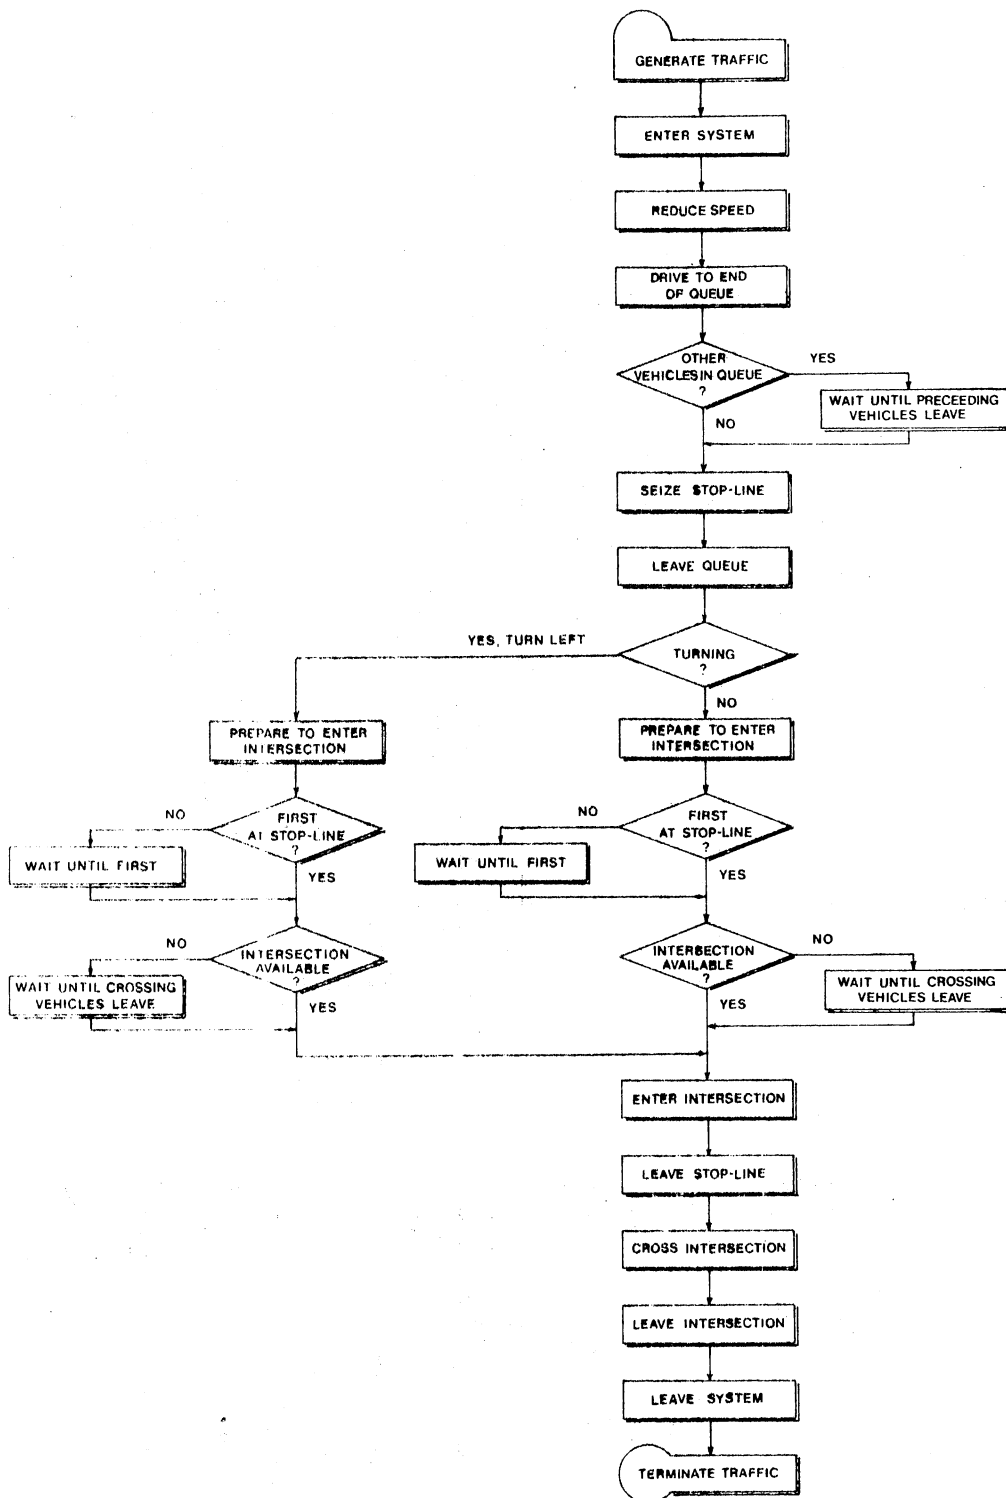 GENERATE TRAFFIC
ENTER SYSTEM
REDUCE SPEED
DRIVE TO END
OF QUEUE
OTHER
VEHICLES IN QUEUE
?
YES
WAIT UNTIL PRECEEDING
VEHICLES LEAVE
NO
SEIZE STOP-LINE
LEAVE QUEUE
YES, TURN LEFT
TURNING
?
NO
PREPARE TO ENTER
INTERSECTION
PREPARE TO ENTER
INTERSECTION
NO
FIRST
AT STOP-LINE
?
WAIT UNTIL FIRST
YES
NO
FIRST
AT STOP-LINE
?
WAIT UNTIL FIRST
YES
NO
INTERSECTION
AVAILABLE
?
WAIT UNTIL CROSSING
VEHICLES LEAVE
YES
INTERSECTION
AVAILABLE
?
NO
WAIT UNTIL CROSSING
VEHICLES LEAVE
YES
ENTER INTERSECTION
LEAVE STOP-LINE
CROSS INTERSECTION
LEAVE INTERSECTION
LEAVE SYSTEM
TERMINATE TRAFFIC